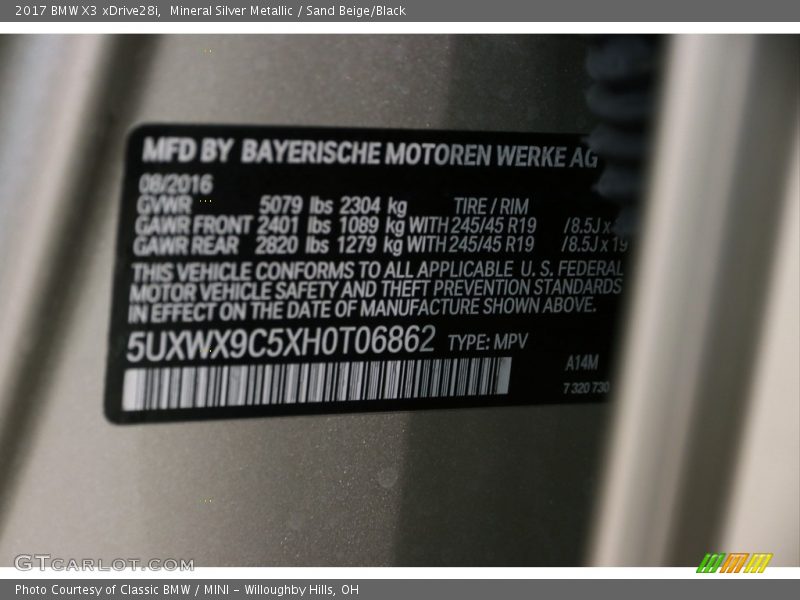 2017 BMW X3 xDrive28i, Mineral Silver Metallic / Sand Beige/Black
MFD BY BAYERISCHE MOTOREN WERKE AG
08/2016
GVWR 5079 lbs 2304 kg TIRE / RIM
GAWR FRONT 2401 lbs 1089 kg WITH 245/45 R19 /8.5J x
GAWR REAR 2820 lbs 1279 kg WITH 245/45 R19 /8.5J x 19
THIS VEHICLE CONFORMS TO ALL APPLICABLE U. S. FEDERAL
MOTOR VEHICLE SAFETY AND THEFT PREVENTION STANDARDS
IN EFFECT ON THE DATE OF MANUFACTURE SHOWN ABOVE.
5UXWX9C5XH0T06862 TYPE: MPV
A14M
7 320 730
GTCARLOT.COM
Photo Courtesy of Classic BMW / MINI - Willoughby Hills, OH